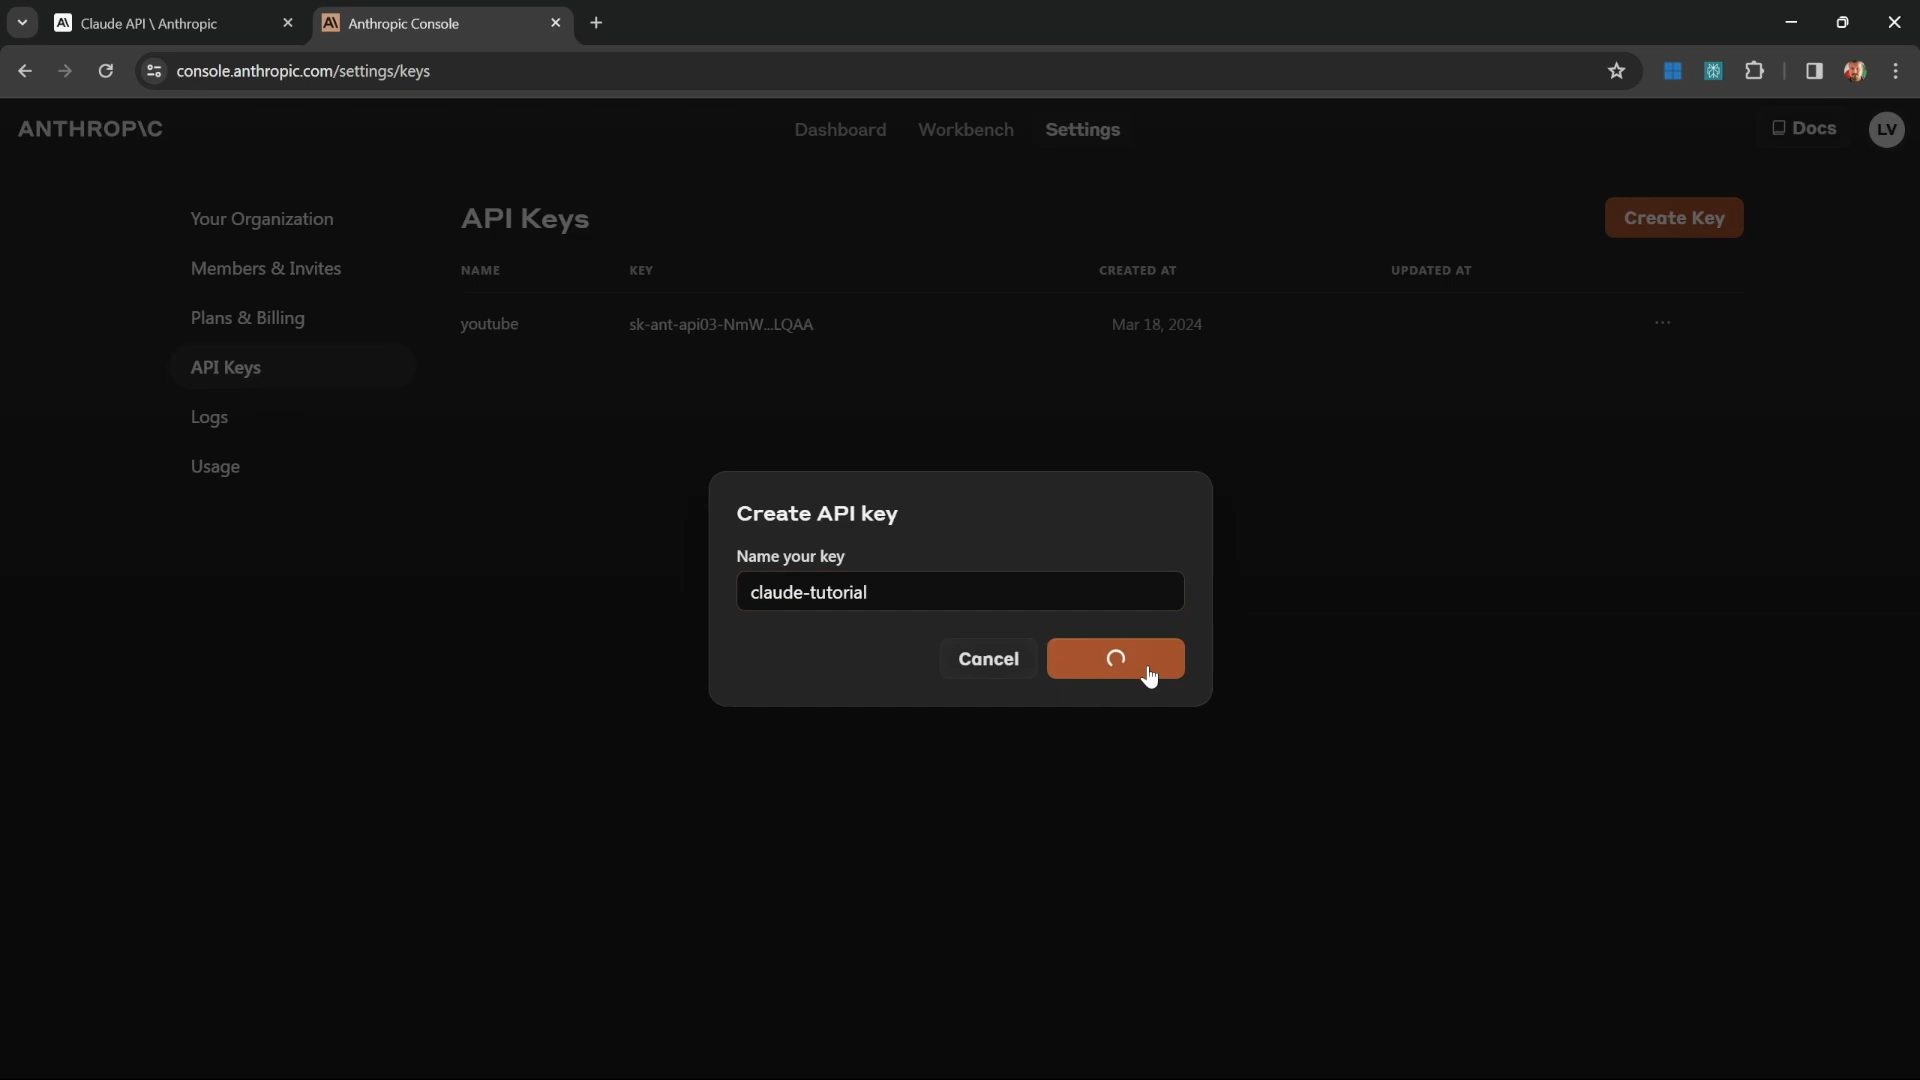 Claude API \ Anthropic
Anthropic Console
console.anthropic.com/settings/keys
ANTHROP\C
Dashboard Workbench Settings
Docs
LV
Your Organization
Members & Invites
Plans & Billing
API Keys
Logs
Usage
API Keys
Create Key
NAME KEY CREATED AT UPDATED AT
youtube sk-ant-api03-NmW...LQAA Mar 18, 2024 ...
Create API key
Name your key
claude-tutorial
Cancel